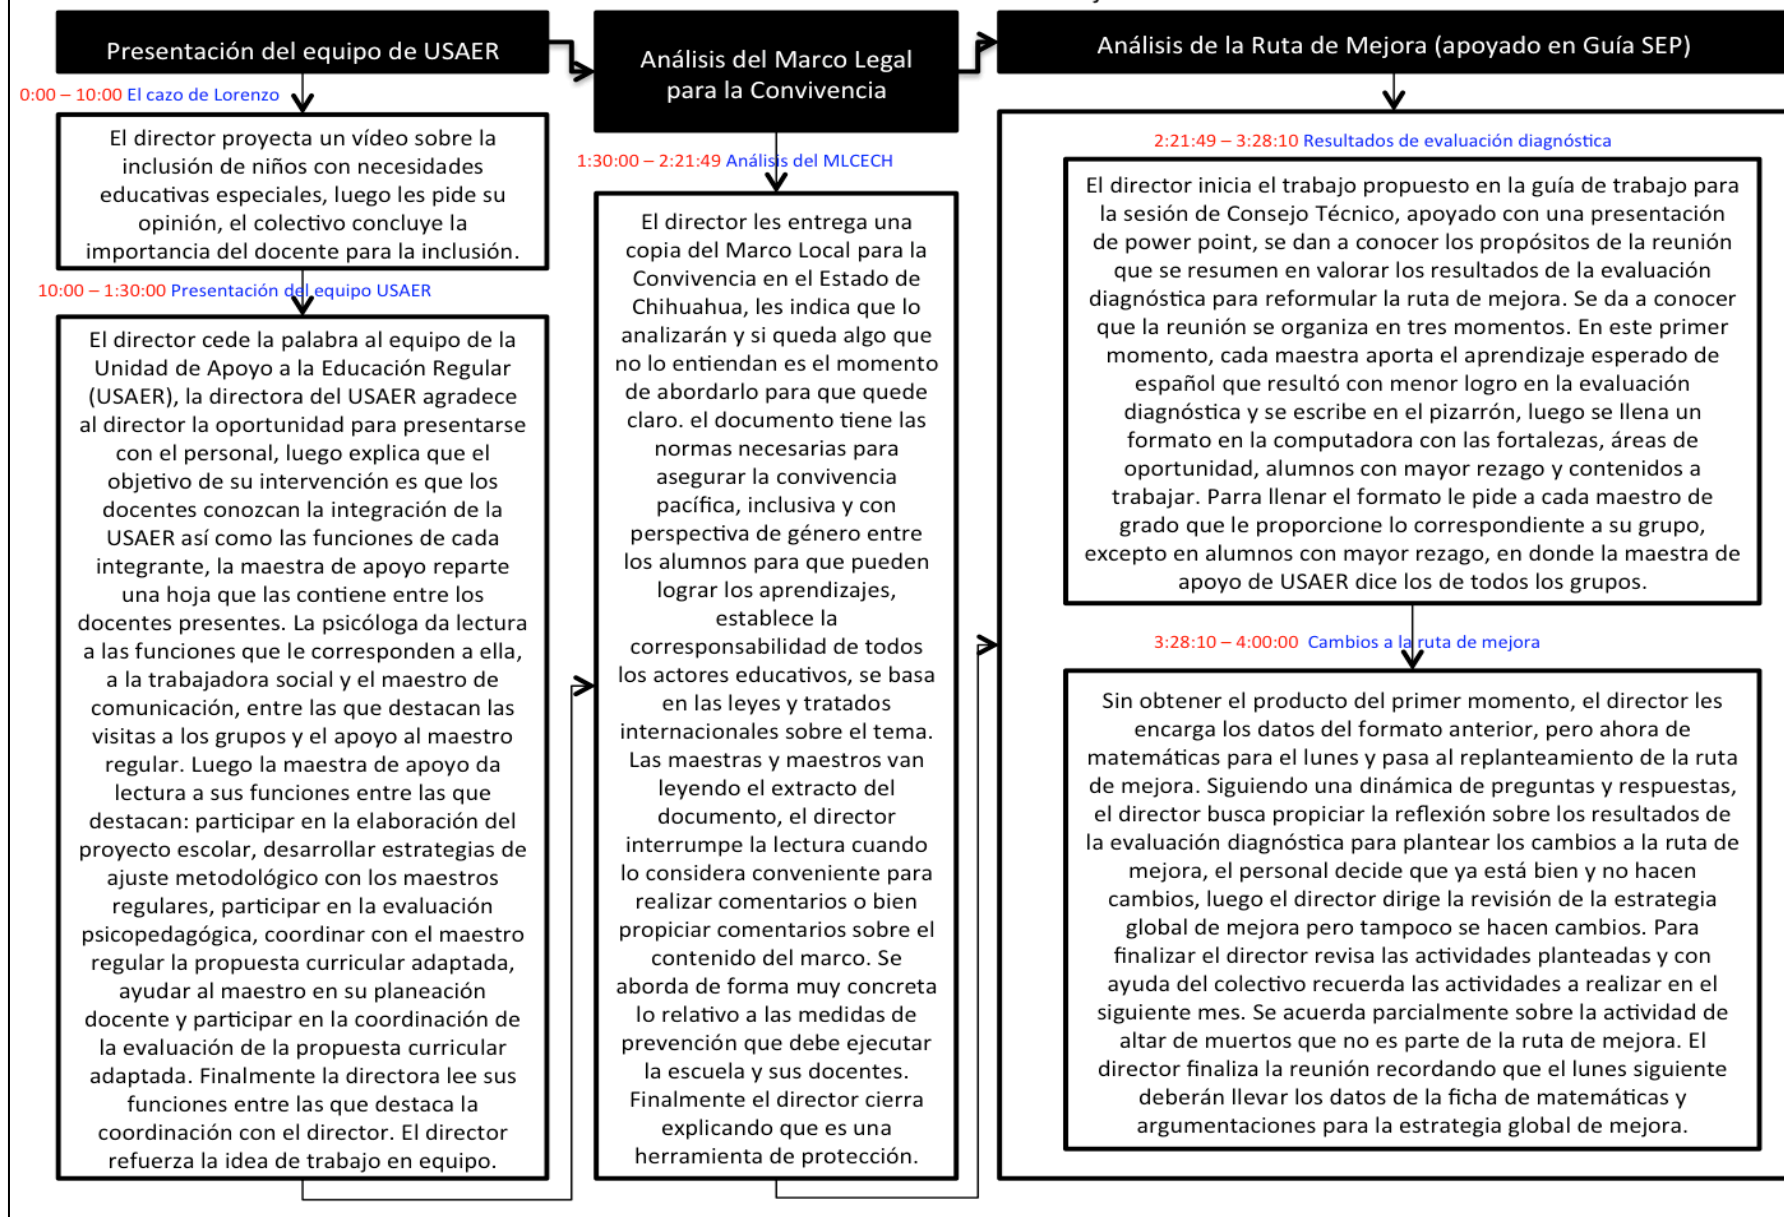 Presentación del equipo de USAER
0:00 – 10:00 El cazo de Lorenzo
El director proyecta un vídeo sobre la
inclusión de niños con necesidades
educativas especiales, luego les pide su
opinión, el colectivo concluye la
importancia del docente para la inclusión.
10:00 – 1:30:00 Presentación del equipo USAER
El director cede la palabra al equipo de la
Unidad de Apoyo a la Educación Regular
(USAER), la directora del USAER agradece
al director la oportunidad para presentarse
con el personal, luego explica que el
objetivo de su intervención es que los
docentes conozcan la integración de la
USAER así como las funciones de cada
integrante, la maestra de apoyo reparte
una hoja que las contiene entre los
docentes presentes. La psicóloga da lectura
a las funciones que le corresponden a ella,
a la trabajadora social y el maestro de
comunicación, entre las que destacan las
visitas a los grupos y el apoyo al maestro
regular. Luego la maestra de apoyo da
lectura a sus funciones entre las que
destacan: participar en la elaboración del
proyecto escolar, desarrollar estrategias de
ajuste metodológico con los maestros
regulares, participar en la evaluación
psicopedagógica, coordinar con el maestro
regular la propuesta curricular adaptada,
ayudar al maestro en su planeación
docente y participar en la coordinación de
la evaluación de la propuesta curricular
adaptada. Finalmente la directora lee sus
funciones entre las que destaca la
coordinación con el director. El director
refuerza la idea de trabajo en equipo.
Análisis del Marco Legal
para la Convivencia
1:30:00 – 2:21:49 Análisis del MLCECH
El director les entrega una
copia del Marco Local para la
Convivencia en el Estado de
Chihuahua, les indica que lo
analizarán y si queda algo que
no lo entiendan es el momento
de abordarlo para que quede
claro. el documento tiene las
normas necesarias para
asegurar la convivencia
pacífica, inclusiva y con
perspectiva de género entre
los alumnos para que pueden
lograr los aprendizajes,
establece la
corresponsabilidad de todos
los actores educativos, se basa
en las leyes y tratados
internacionales sobre el tema.
Las maestras y maestros van
leyendo el extracto del
documento, el director
interrumpe la lectura cuando
lo considera conveniente para
realizar comentarios o bien
propiciar comentarios sobre el
contenido del marco. Se
aborda de forma muy concreta
lo relativo a las medidas de
prevención que debe ejecutar
la escuela y sus docentes.
Finalmente el director cierra
explicando que es una
herramienta de protección.
Análisis de la Ruta de Mejora (apoyado en Guía SEP)
2:21:49 – 3:28:10 Resultados de evaluación diagnóstica
El director inicia el trabajo propuesto en la guía de trabajo para
la sesión de Consejo Técnico, apoyado con una presentación
de power point, se dan a conocer los propósitos de la reunión
que se resumen en valorar los resultados de la evaluación
diagnóstica para reformular la ruta de mejora. Se da a conocer
que la reunión se organiza en tres momentos. En este primer
momento, cada maestra aporta el aprendizaje esperado de
español que resultó con menor logro en la evaluación
diagnóstica y se escribe en el pizarrón, luego se llena un
formato en la computadora con las fortalezas, áreas de
oportunidad, alumnos con mayor rezago y contenidos a
trabajar. Parra llenar el formato le pide a cada maestro de
grado que le proporcione lo correspondiente a su grupo,
excepto en alumnos con mayor rezago, en donde la maestra de
apoyo de USAER dice los de todos los grupos.
3:28:10 – 4:00:00 Cambios a la ruta de mejora
Sin obtener el producto del primer momento, el director les
encarga los datos del formato anterior, pero ahora de
matemáticas para el lunes y pasa al replanteamiento de la ruta
de mejora. Siguiendo una dinámica de preguntas y respuestas,
el director busca propiciar la reflexión sobre los resultados de
la evaluación diagnóstica para plantear los cambios a la ruta de
mejora, el personal decide que ya está bien y no hacen
cambios, luego el director dirige la revisión de la estrategia
global de mejora pero tampoco se hacen cambios. Para
finalizar el director revisa las actividades planteadas y con
ayuda del colectivo recuerda las actividades a realizar en el
siguiente mes. Se acuerda parcialmente sobre la actividad de
altar de muertos que no es parte de la ruta de mejora. El
director finaliza la reunión recordando que el lunes siguiente
deberán llevar los datos de la ficha de matemáticas y
argumentaciones para la estrategia global de mejora.